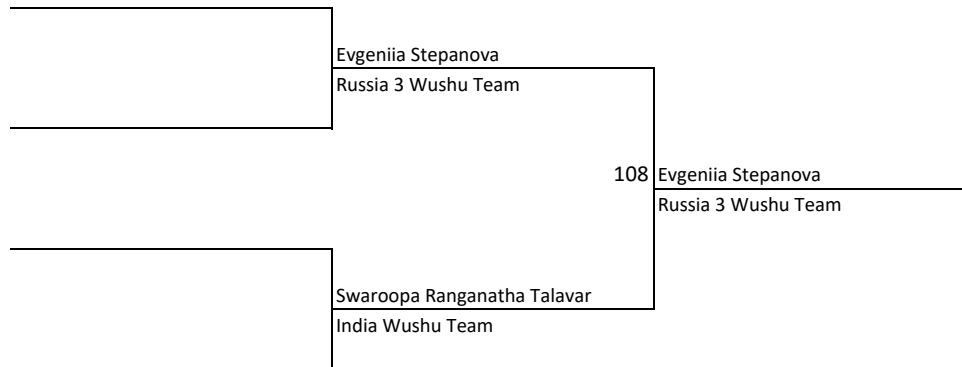 Evgeniia Stepanova
Russia 3 Wushu Team
108 Evgeniia Stepanova
Russia 3 Wushu Team
Swaroopa Ranganatha Talavar
India Wushu Team